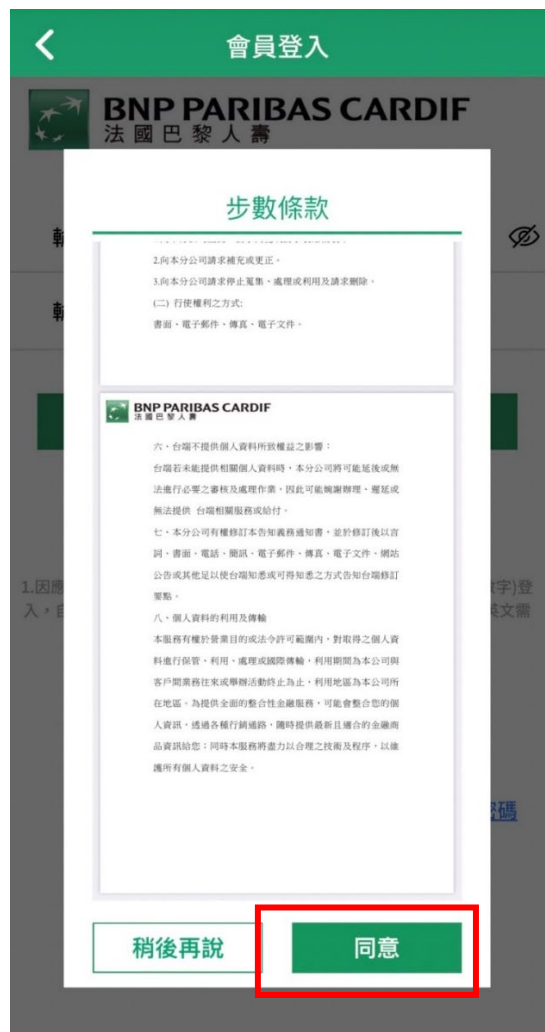 會員登入
BNP PARIBAS CARDIF
法國巴黎人壽
步數條款
2.向本分公司請求補充或更正。
3.向本分公司請求停止蒐集、處理或利用及請求刪除。
(二) 行使權利之方式:
書面、電子郵件、傳真、電子文件。
BNP PARIBAS CARDIF
法國巴黎人壽
六、台端不提供個人資料所致權益之影響：
台端若未能提供相關個人資料時，本分公司將可能延後或無
法進行必要之審核及處理作業，因此可能婉謝辦理、遲延或
無法提供 台端相關服務或給付。
七、本分公司有權修訂本告知義務通知書，並於修訂後以言
詞、書面、電話、簡訊、電子郵件、傳真、電子文件、網站
公告或其他足以使台端知悉或可得知悉之方式告知台端修訂
要點。
八、個人資料的利用及傳輸
本服務有權於營業目的或法令許可範圍內，對取得之個人資
料進行保管、利用、處理或國際傳輸，利用期間為本公司與
客戶間業務往來或舉辦活動終止為止，利用地區為本公司所
在地區。為提供全面的整合性金融服務，可能會整合您的個
人資訊，透過各種行銷通路，隨時提供最新且適合的金融商
品資訊給您；同時本服務將盡力以合理之技術及程序，以維
護所有個人資料之安全。
1.因應
字)登
入，自
英文需
密碼
稍後再說
同意